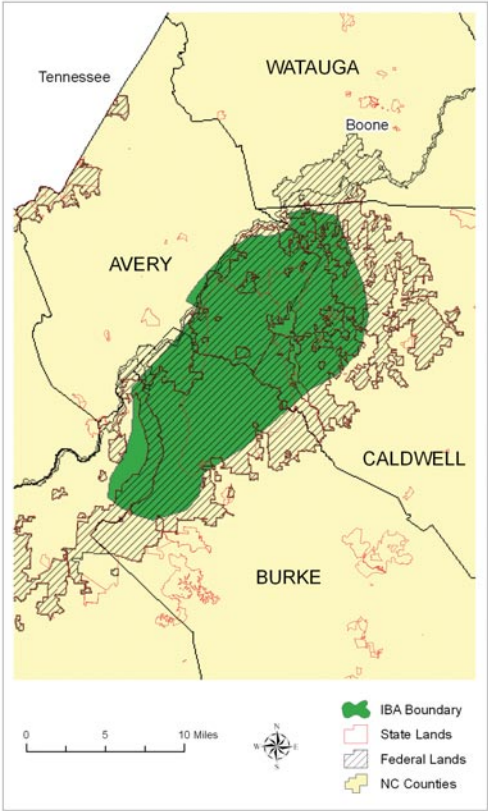 WATAUGA
Tennessee
Boone
AVERY
CALDWELL
BURKE
0 5 10 Miles
N
W E
S
IBA Boundary
State Lands
Federal Lands
NC Counties